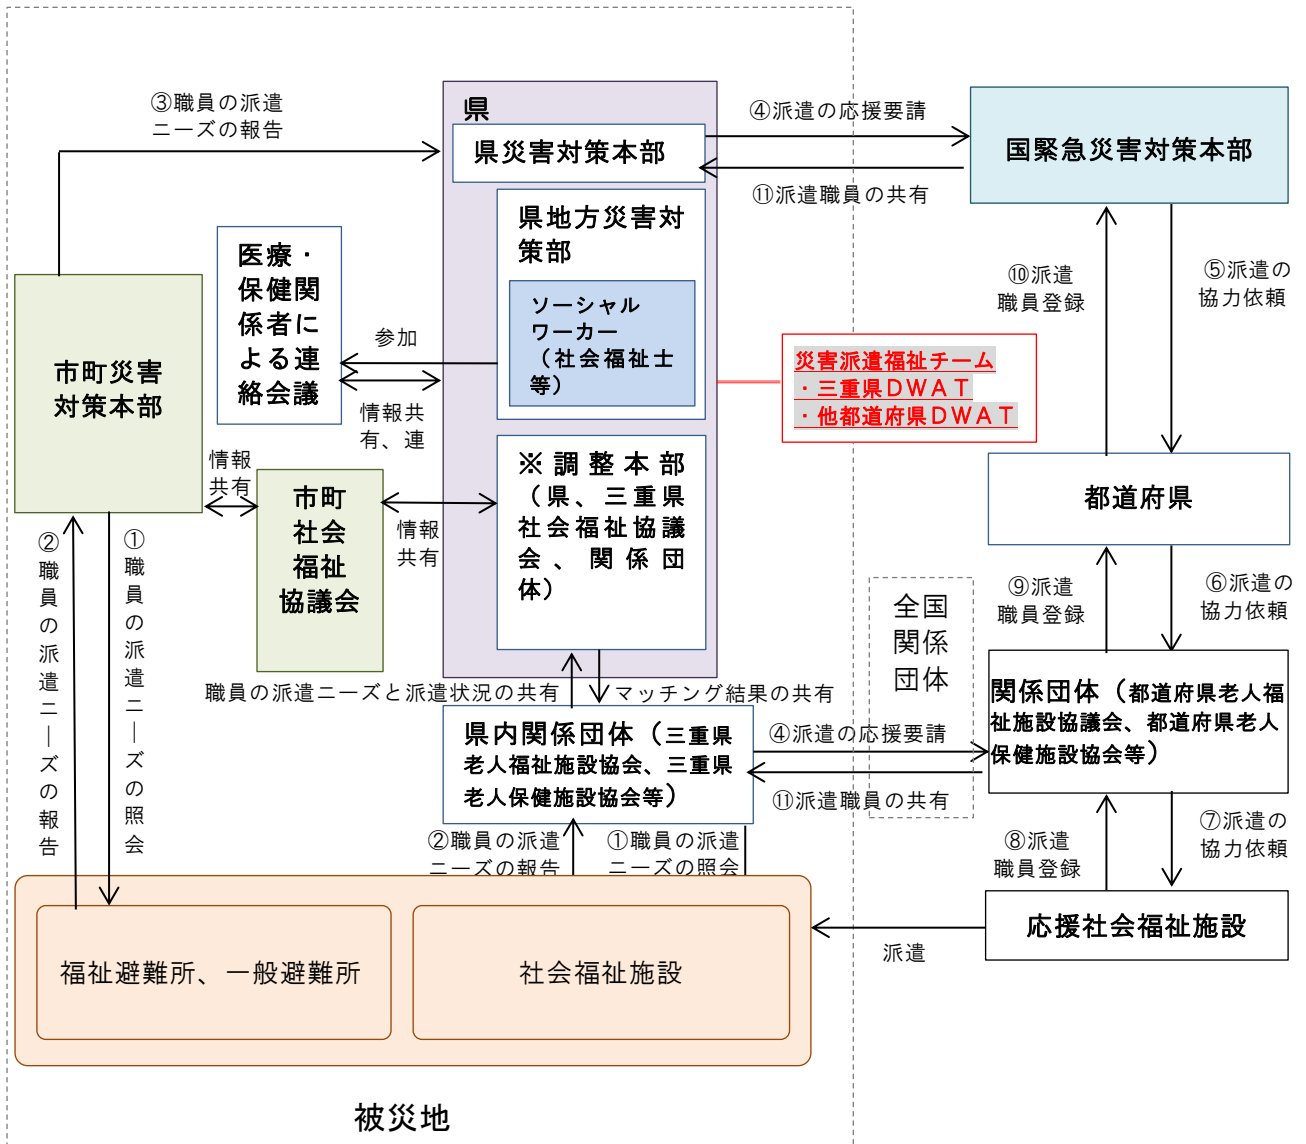 ③職員の派遣
ニーズの報告
県
県災害対策本部
④派遣の応援要請
⑪派遣職員の共有
国緊急災害対策本部
県地方災害対
策部
ソーシャル
ワーカー
（社会福祉士
等）
医療・
保健関
係者に
よる連
絡会議
参加
情報共
有、連
市町災害
対策本部
情報
共有
市町
社会
福祉
協議会
情報
共有
※調整本部
（県、三重県
社会福祉協議
会、関係団
体）
災害派遣福祉チーム
・三重県DWAT
・他都道府県DWAT
⑩派遣
職員登録
⑤派遣の
協力依頼
都道府県
⑨派遣
職員登録
⑥派遣の
協力依頼
全国
関係
団体
②職員の派遣ニーズの報告
①職員の派遣ニーズの照会
職員の派遣ニーズと派遣状況の共有
マッチング結果の共有
県内関係団体（三重県
老人福祉施設協会、三重県
老人保健施設協会等）
④派遣の応援要請
⑪派遣職員の共有
関係団体（都道府県老人福
祉施設協議会、都道府県老人
保健施設協会等）
②職員の派遣
ニーズの報告
①職員の派遣
ニーズの照会
⑧派遣
職員登録
⑦派遣の
協力依頼
応援社会福祉施設
派遣
福祉避難所、一般避難所
社会福祉施設
被災地